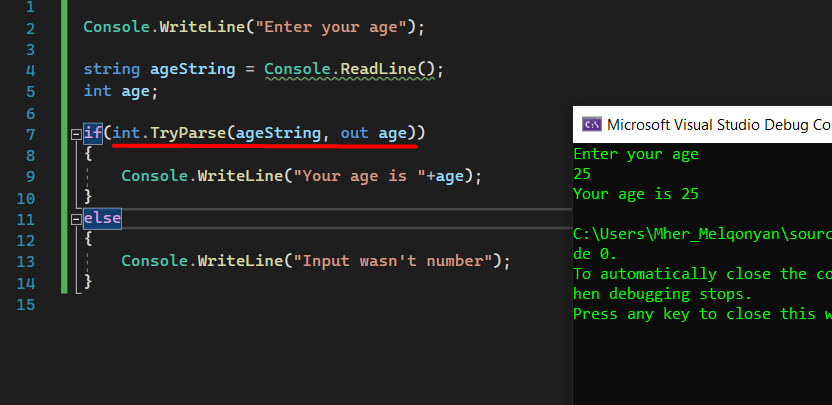 1
2 Console.WriteLine("Enter your age");
3
4 string ageString = Console.ReadLine();
5 int age;
6
7 if(int.TryParse(ageString, out age))
8 {
9 Console.WriteLine("Your age is "+age);
10 }
11 else
12 {
13 Console.WriteLine("Input wasn't number");
14 }
15
Microsoft Visual Studio Debug Co
Enter your age
25
Your age is 25
C:\Users\Mher_Melqonyan\sourc
de 0.
To automatically close the co
hen debugging stops.
Press any key to close this w